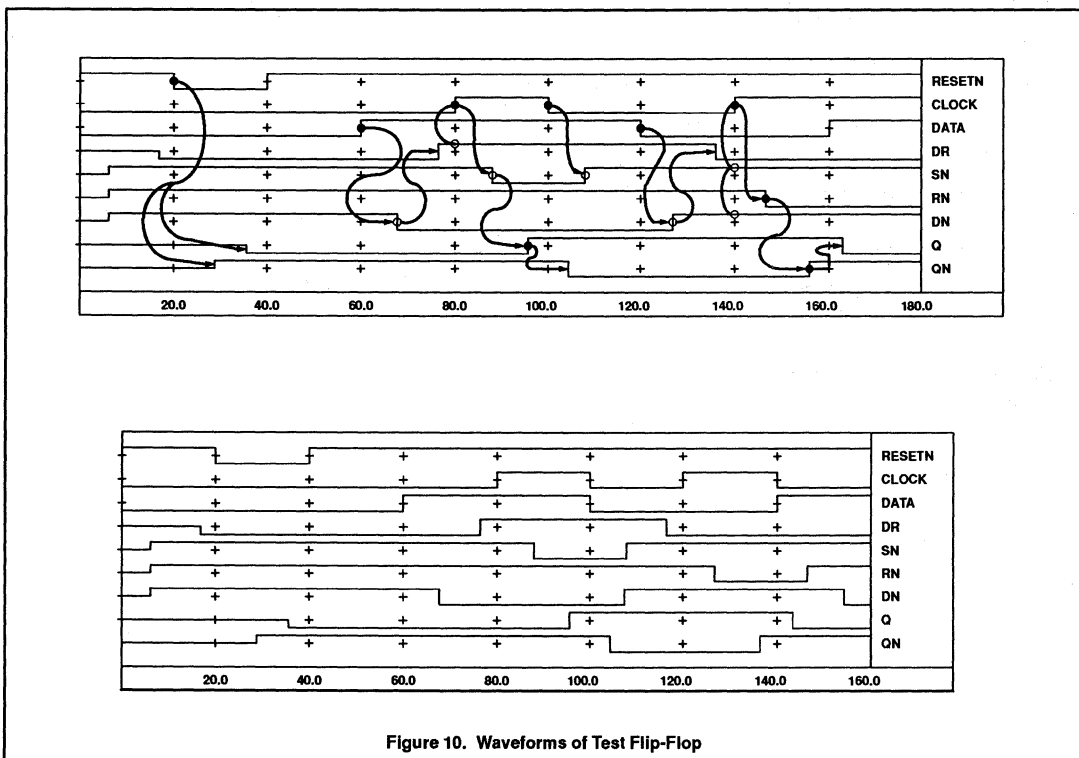 RESETN
CLOCK
DATA
DR
SN
RN
DN
Q
QN
20.0 40.0 60.0 80.0 100.0 120.0 140.0 160.0 180.0
RESETN
CLOCK
DATA
DR
SN
RN
DN
Q
QN
20.0 40.0 60.0 80.0 100.0 120.0 140.0 160.0
Figure 10. Waveforms of Test Flip-Flop